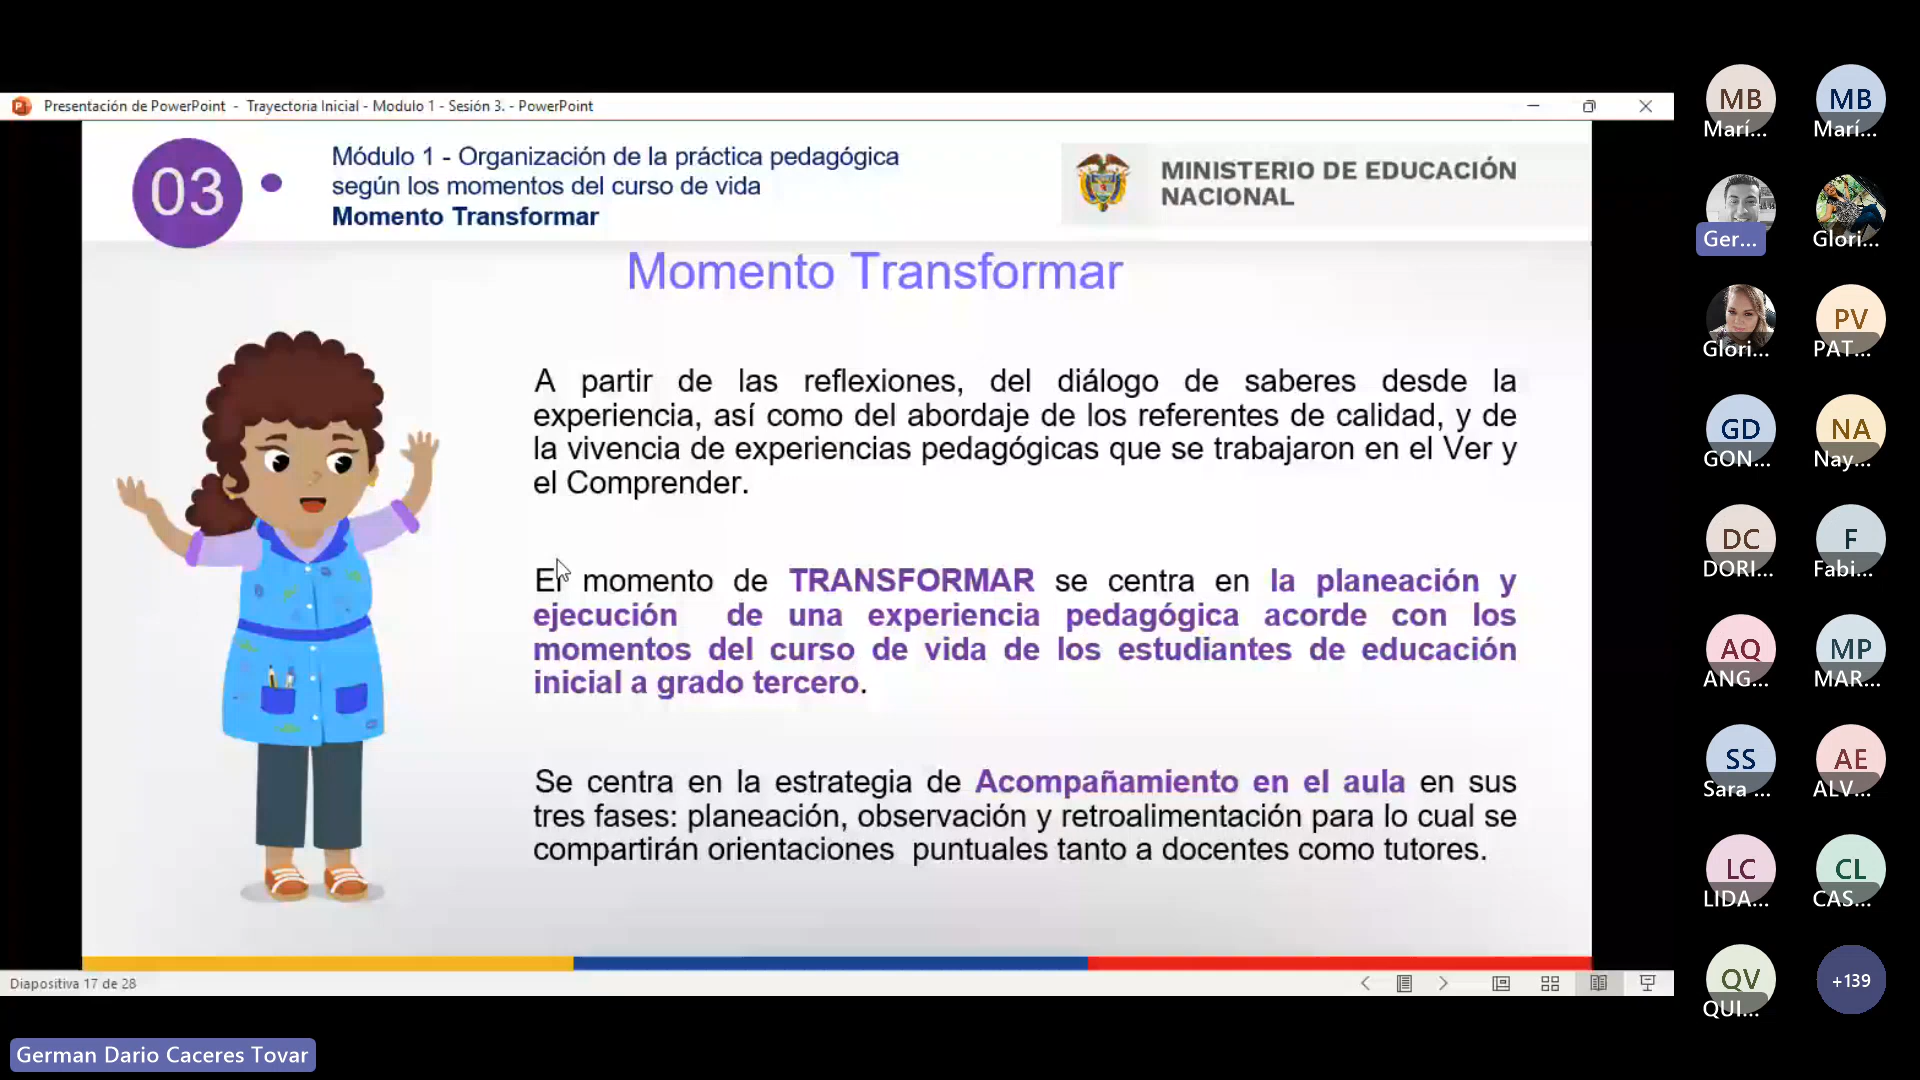 Presentación de PowerPoint - Trayectoria Inicial - Modulo 1 - Sesión 3. - PowerPoint
03
Módulo 1 - Organización de la práctica pedagógica
según los momentos del curso de vida
Momento Transformar
MINISTERIO DE EDUCACIÓN
NACIONAL
Momento Transformar
A partir de las reflexiones, del diálogo de saberes desde la
experiencia, así como del abordaje de los referentes de calidad, y de
la vivencia de experiencias pedagógicas que se trabajaron en el Ver y
el Comprender.
El momento de TRANSFORMAR se centra en la planeación y
ejecución de una experiencia pedagógica acorde con los
momentos del curso de vida de los estudiantes de educación
inicial a grado tercero.
Se centra en la estrategia de Acompañamiento en el aula en sus
tres fases: planeación, observación y retroalimentación para lo cual se
compartirán orientaciones puntuales tanto a docentes como tutores.
Diapositiva 17 de 28
German Dario Caceres Tovar
MB
MB
Marí...
Marí...
Ger...
Glori...
Glori...
PV
PAT...
GD
NA
GON...
Nay...
DC
F
DORI...
Fabi...
AQ
MP
ANG...
MAR...
SS
AE
Sara ...
ALV...
LC
CL
LIDA...
CAS...
QV
+139
QUI...